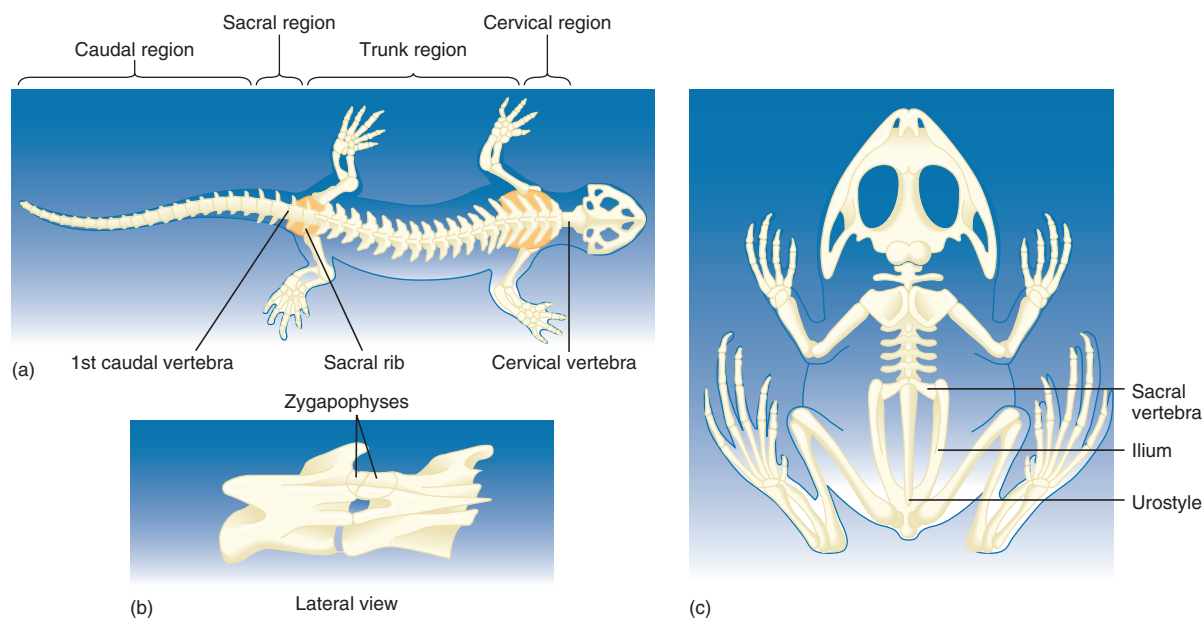 Sacral region
Cervical region
Caudal region
Trunk region
1st caudal vertebra
Sacral rib
Cervical vertebra
(a)
Zygapophyses
(b)
Lateral view
Sacral
vertebra
Ilium
Urostyle
(c)